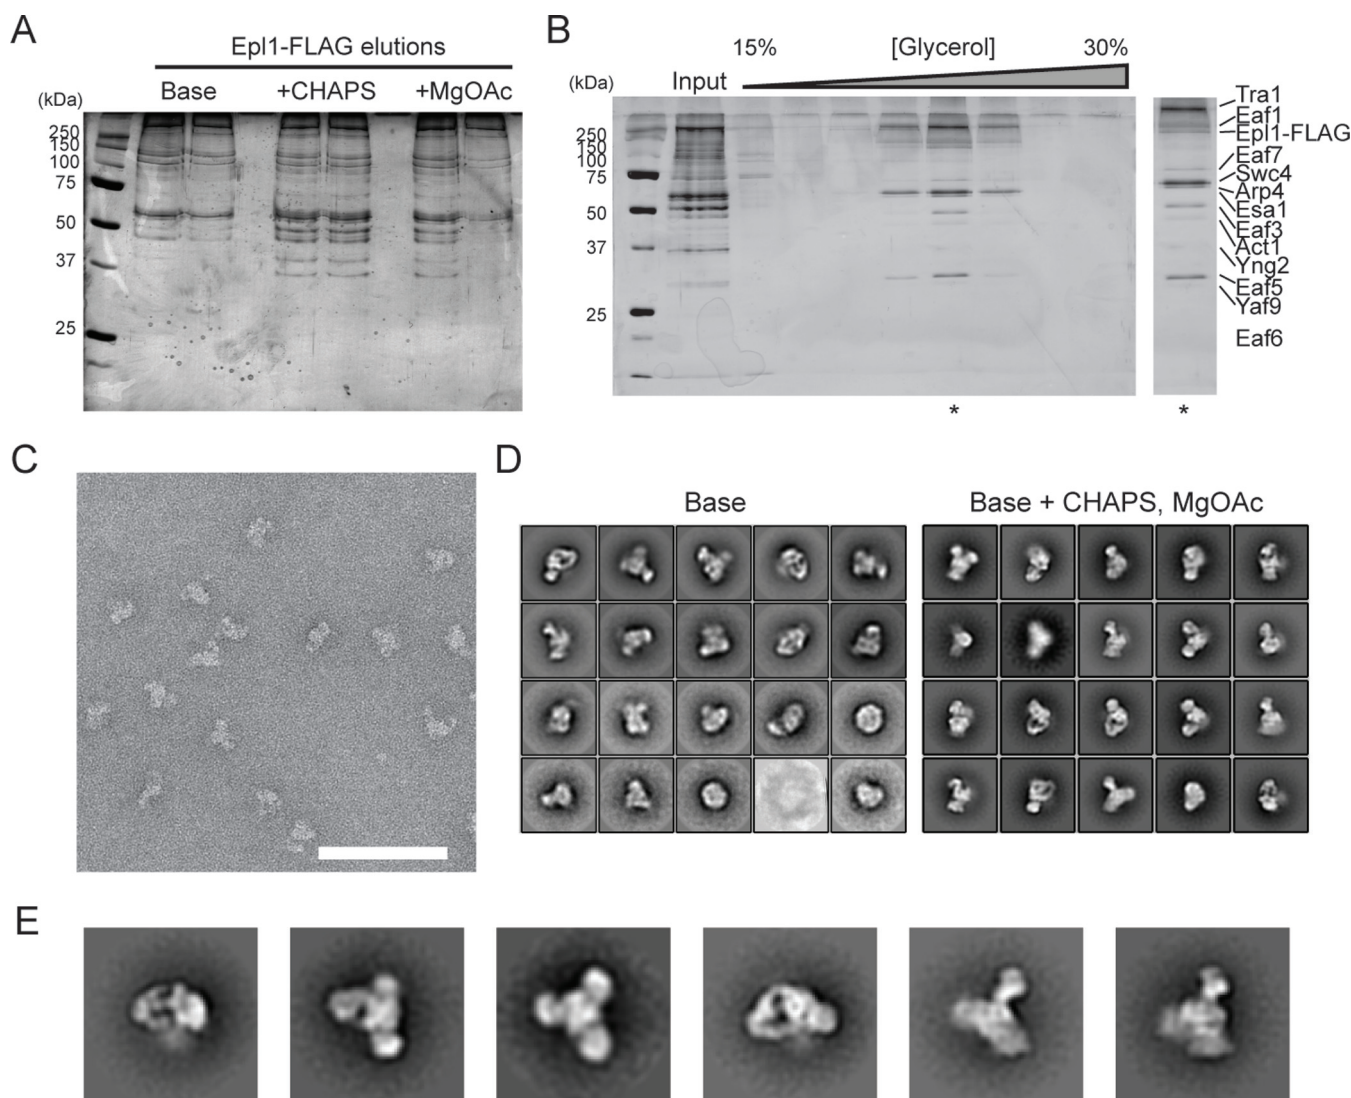 A
Epl1-FLAG elutions
Base +CHAPS +MgOAc
(kDa)
250
150
100
75
50
37
25
B
15% [Glycerol] 30%
(kDa)
Input
250
150
100
75
50
37
25
Tra1
Eaf1
Epl1-FLAG
Eaf7
Swc4
Arp4
Esa1
Eaf3
Act1
Yng2
Eaf5
Yaf9
Eaf6
* *
C
D
Base
Base + CHAPS, MgOAc
E